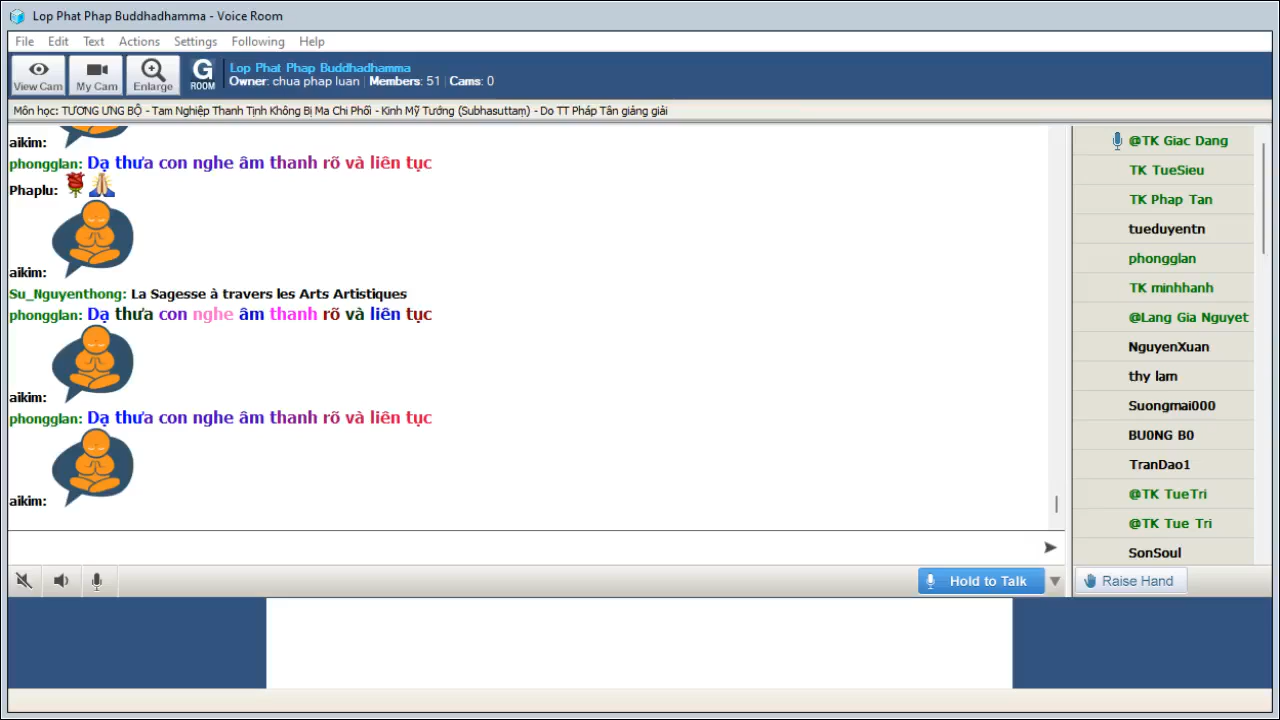 Lop Phat Phap Buddhadhamma - Voice Room
File Edit Text Actions Settings Following Help
View Cam My Cam Enlarge G ROOM
Lop Phat Phap Buddhadhamma
Owner: chua phap luan Members: 51 Cams: 0
Môn học: TƯƠNG ƯNG BỘ - Tam Nghiệp Thanh Tịnh Không Bị Ma Chi Phối - Kinh Mỹ Tướng (Subhasuttaṃ) - Do TT Pháp Tân giảng giải
aikim:
phongglan: Dạ thưa con nghe âm thanh rõ và liên tục
Phaplu:
aikim:
Su_Nguyenthong: La Sagesse à travers les Arts Artistiques
phongglan: Dạ thưa con nghe âm thanh rõ và liên tục
aikim:
phongglan: Dạ thưa con nghe âm thanh rõ và liên tục
aikim:
@TK Giac Dang
TK TueSieu
TK Phap Tan
tueduyentn
phongglan
TK minhhanh
@Lang Gia Nguyet
NguyenXuan
thy lam
Suongmai000
BU0NG B0
TranDao1
@TK TueTri
@TK Tue Tri
SonSoul
Hold to Talk
Raise Hand